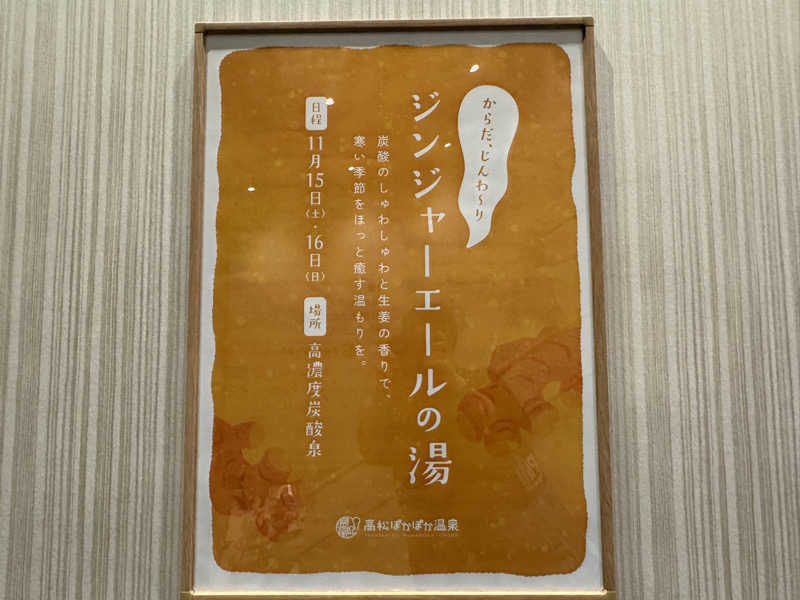 からだ、じんわ〜り
ジンジャーエールの湯
炭酸のしゅわしゅわと生姜の香りで、
寒い季節をほっと癒す温もりを。
日程
11月15日(土)・16日(日)
場所
高濃度炭酸泉
高松ぽかぽか温泉